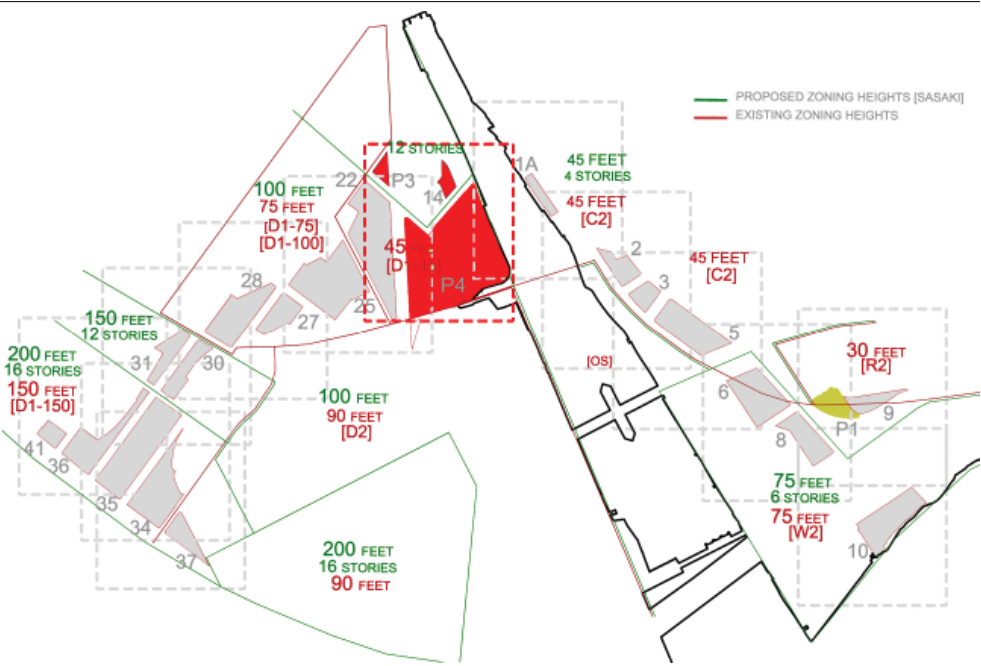 PROPOSED ZONING HEIGHTS [SASAKI]
EXISTING ZONING HEIGHTS
12 STORIES
1A
45 FEET
4 STORIES
45 FEET
[C2]
22
P3
14
100 FEET
75 FEET
[D1-75]
[D1-100]
45
P4
25
2
3
45 FEET
[C2]
5
28
27
150 FEET
12 STORIES
31
30
200 FEET
16 STORIES
150 FEET
[D1-150]
[OS]
30 FEET
[R2]
6
P1
9
8
100 FEET
90 FEET
[D2]
41
36
35
34
37
75 FEET
6 STORIES
75 FEET
[W2]
10
200 FEET
16 STORIES
90 FEET